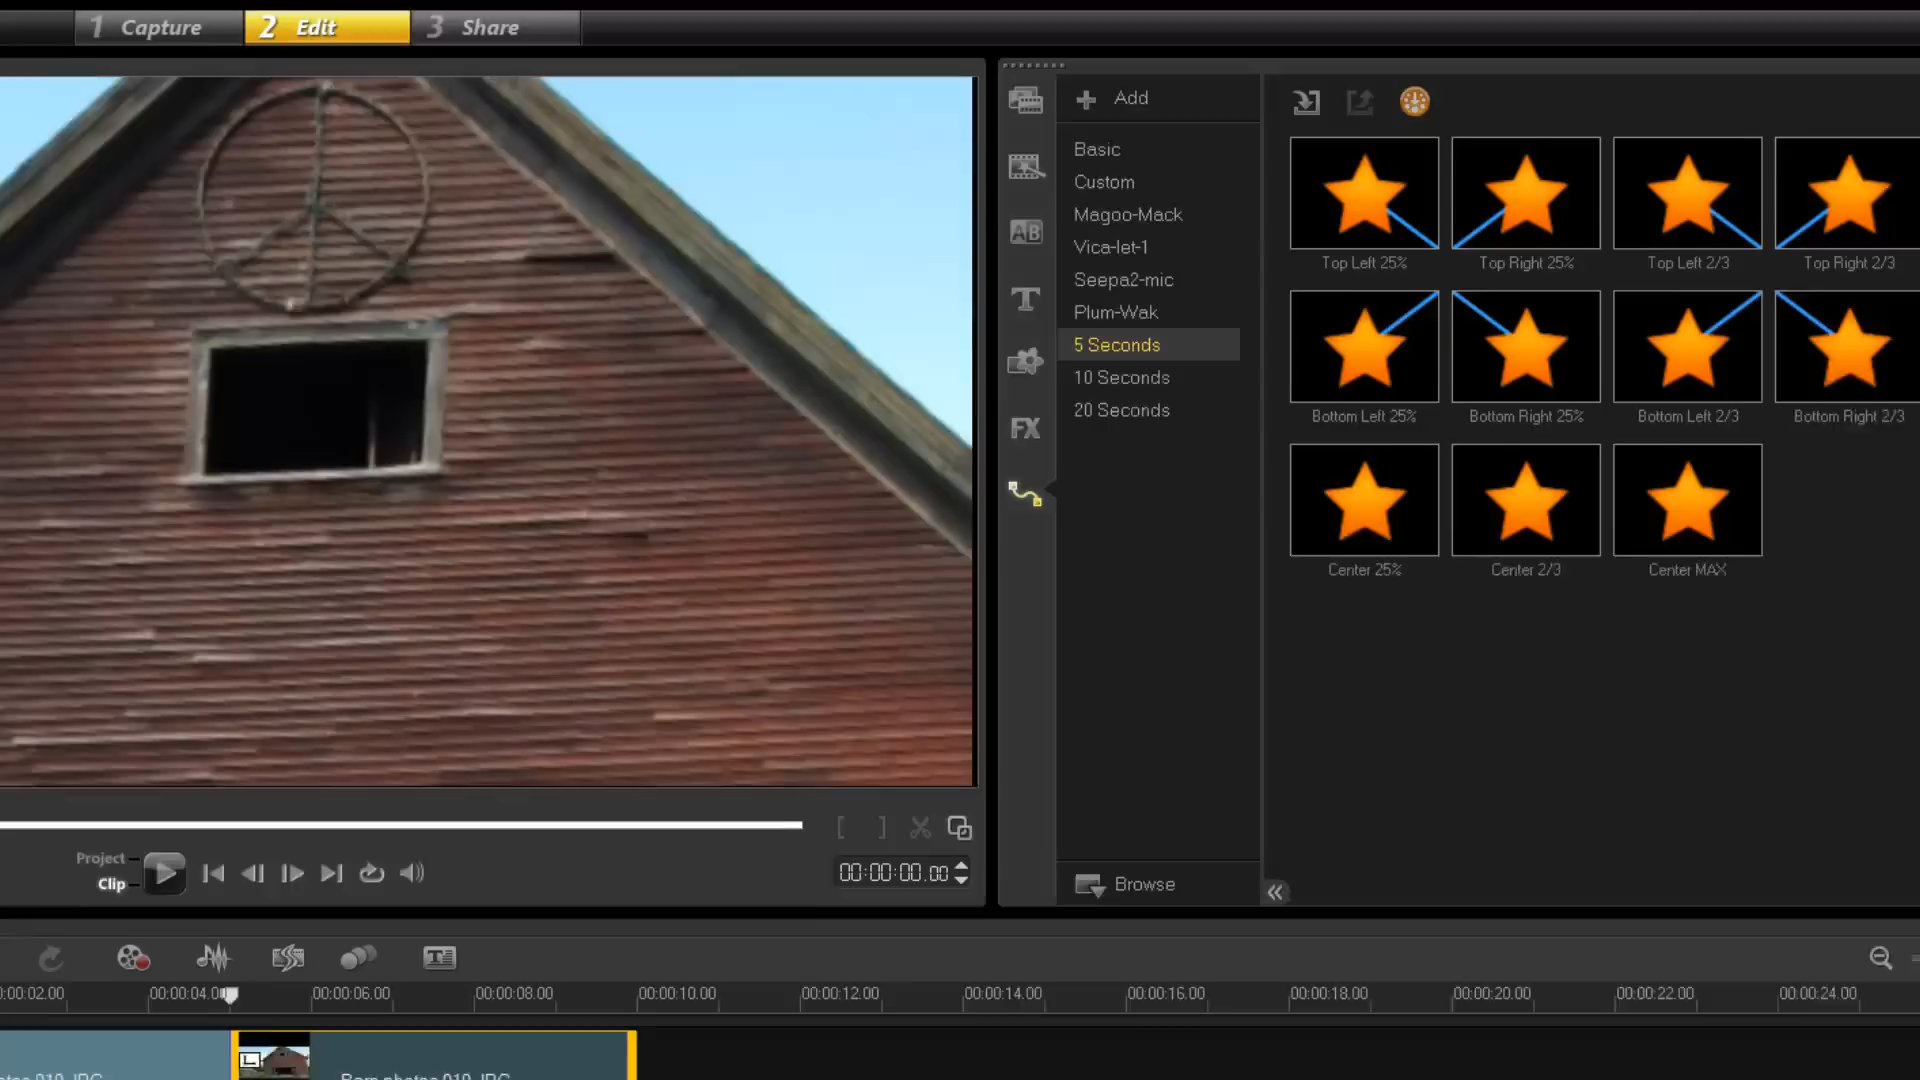 1 Capture 2 Edit 3 Share
Add
Basic
Custom
Magoo-Mack
Vica-let-1
Seepa2-mic
Plum-Wak
5 Seconds
10 Seconds
20 Seconds
AB
T
FX
Top Left 25% Top Right 25% Top Left 2/3 Top Right 2/3
Bottom Left 25% Bottom Right 25% Bottom Left 2/3 Bottom Right 2/3
Center 25% Center 2/3 Center MAX
[ ]
Project
Clip
00:00:00.00
Browse
0:00:02.00 00:00:04.0 00:00:06.00 00:00:08.00 00:00:10.00 00:00:12.00 00:00:14.00 00:00:16.00 00:00:18.00 00:00:20.00 00:00:22.00 00:00:24.00
Barn photos 010.JPG